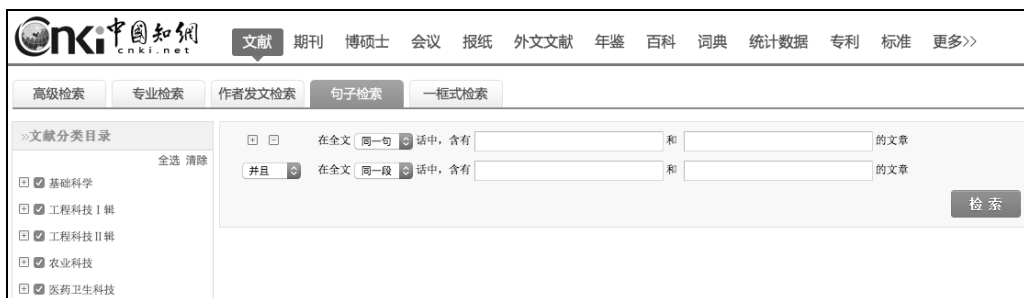 cnki 中國知網
cnki.net
文献 期刊 博硕士 会议 报纸 外文文献 年鉴 百科 词典 统计数据 专利 标准 更多>>
高级检索 专业检索 作者发文检索 句子检索 一框式检索
»文献分类目录
全选 清除
基础科学
工程科技Ⅰ辑
工程科技Ⅱ辑
农业科技
医药卫生科技
在全文 同一句 话中，含有 和 的文章
并且 在全文 同一段 话中，含有 和 的文章
检索